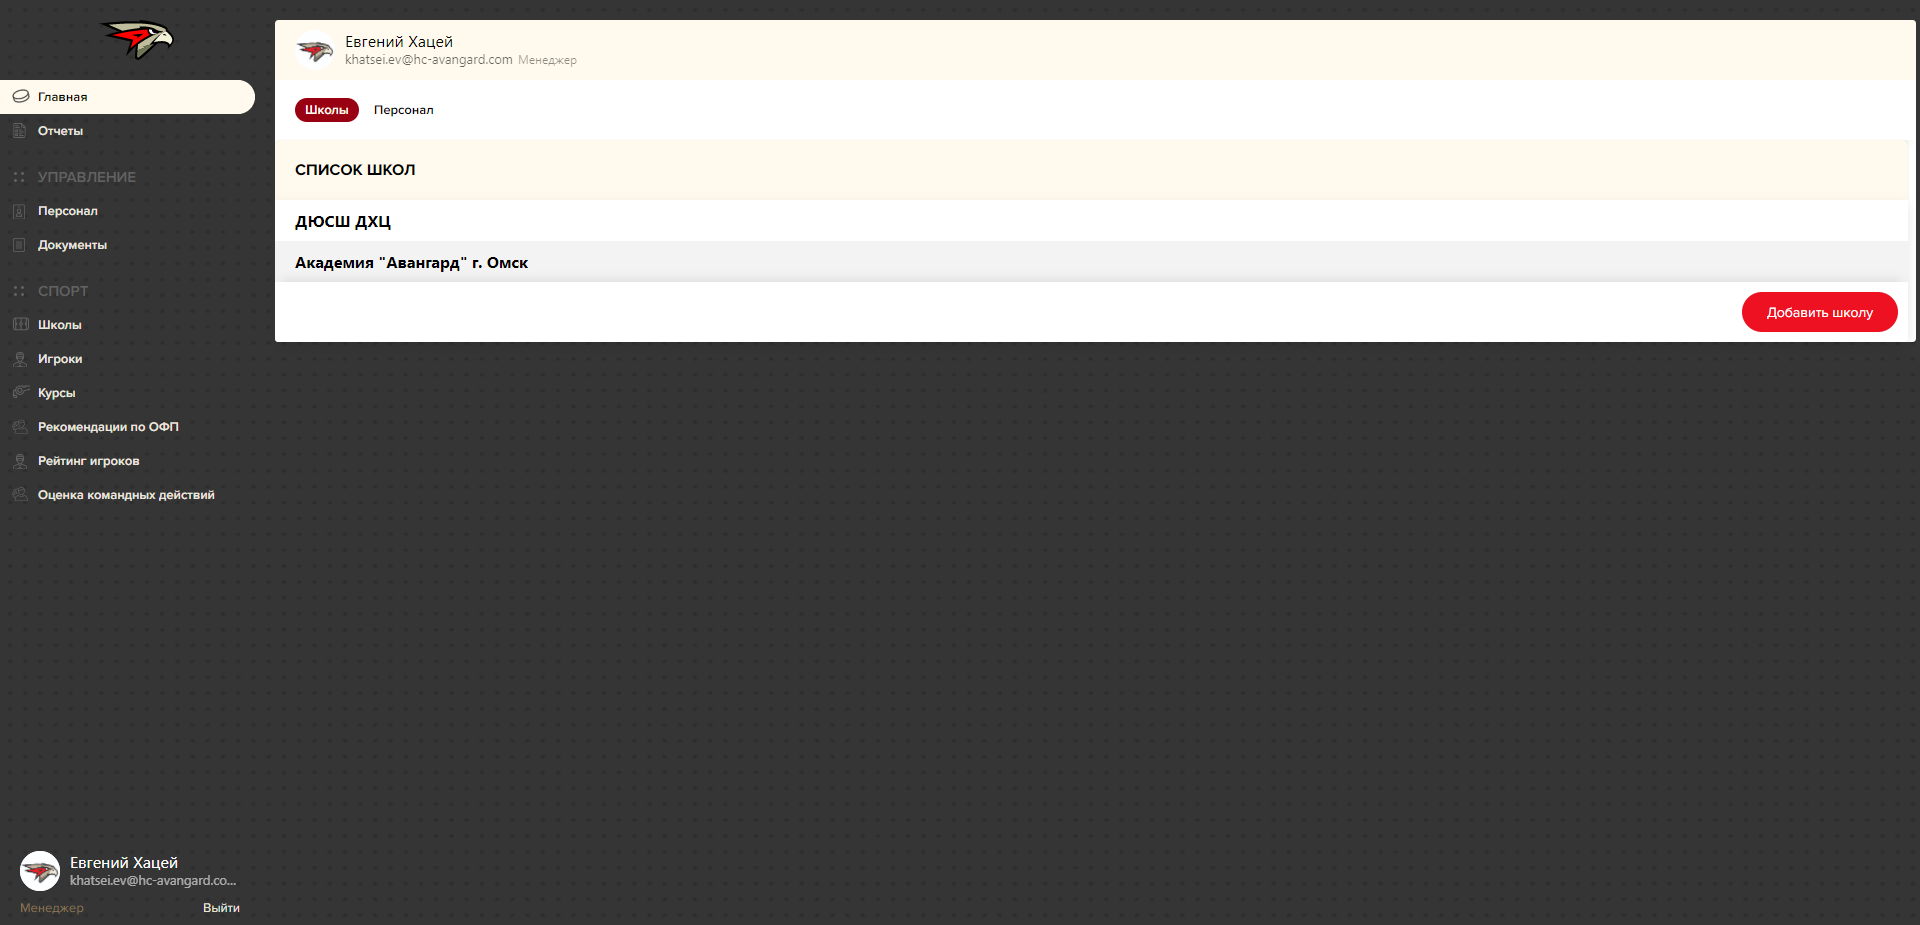 Главная
Отчеты
УПРАВЛЕНИЕ
Персонал
Документы
СПОРТ
Школы
Игроки
Курсы
Рекомендации по ОФП
Рейтинг игроков
Оценка командных действий
Евгений Хацей
khatsei.ev@hc-avangard.co...
Менеджер Выйти
Евгений Хацей
khatsei.ev@hc-avangard.com Менеджер
Школы Персонал
СПИСОК ШКОЛ
ДЮСШ ДХЦ
Академия "Авангард" г. Омск
Добавить школу